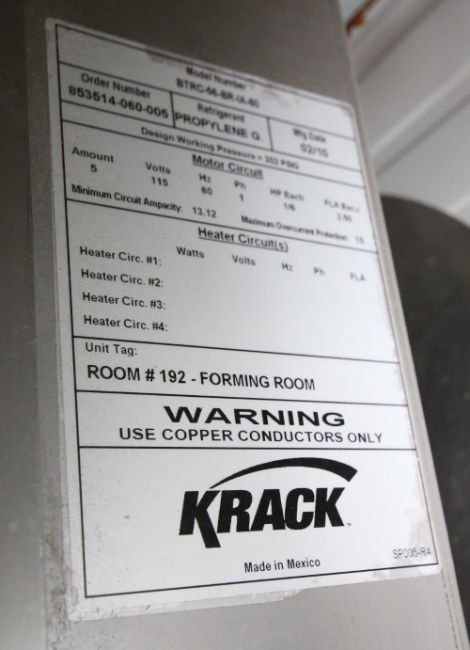 Model Number
BTRC-56-BR-IA-60
Order Number Refrigerant Mfg Date
853514-060-005 PROPYLENE G. 02/10
Design Working Pressure = 302 PSIG
Motor Circuit
Amount Volts Hz Ph HP Each FLA Each
5 115 60 1 1/6 2.50
Minimum Circuit Ampacity: 13.12 Maximum Overcurrent Protection: 15
Heater Circuit(s)
Watts Volts Hz Ph FLA
Heater Circ. #1:
Heater Circ. #2:
Heater Circ. #3:
Heater Circ. #4:
Unit Tag:
ROOM # 192 - FORMING ROOM
WARNING
USE COPPER CONDUCTORS ONLY
KRACK™
Made in Mexico
SP005-R4